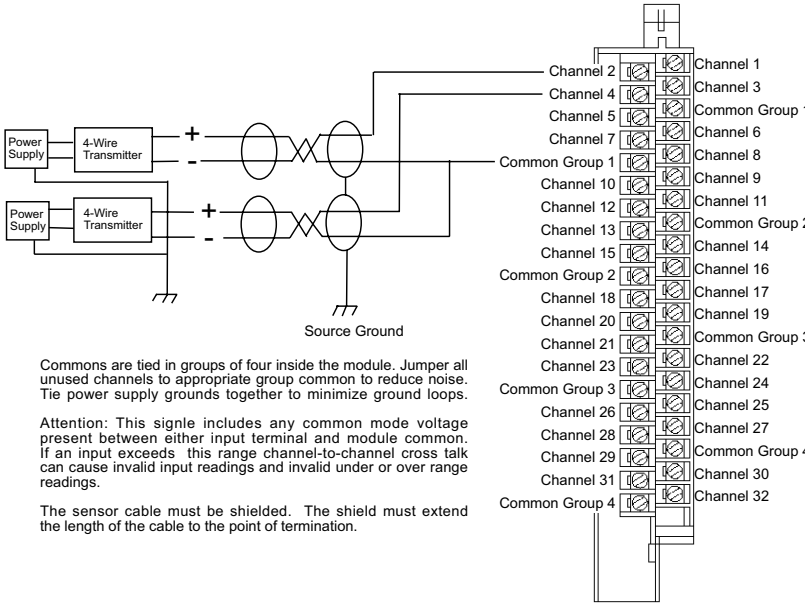 Power
Supply
4-Wire
Transmitter
+
-
Power
Supply
4-Wire
Transmitter
+
-
Source Ground
Channel 2
Channel 4
Channel 5
Channel 7
Common Group 1
Channel 10
Channel 12
Channel 13
Channel 15
Common Group 2
Channel 18
Channel 20
Channel 21
Channel 23
Common Group 3
Channel 26
Channel 28
Channel 29
Channel 31
Common Group 4
Channel 1
Channel 3
Common Group 1
Channel 6
Channel 8
Channel 9
Channel 11
Common Group 2
Channel 14
Channel 16
Channel 17
Channel 19
Common Group 3
Channel 22
Channel 24
Channel 25
Channel 27
Common Group 4
Channel 30
Channel 32
Commons are tied in groups of four inside the module. Jumper all
unused channels to appropriate group common to reduce noise.
Tie power supply grounds together to minimize ground loops.
Attention: This signle includes any common mode voltage
present between either input terminal and module common.
If an input exceeds this range channel-to-channel cross talk
can cause invalid input readings and invalid under or over range
readings.
The sensor cable must be shielded. The shield must extend
the length of the cable to the point of termination.